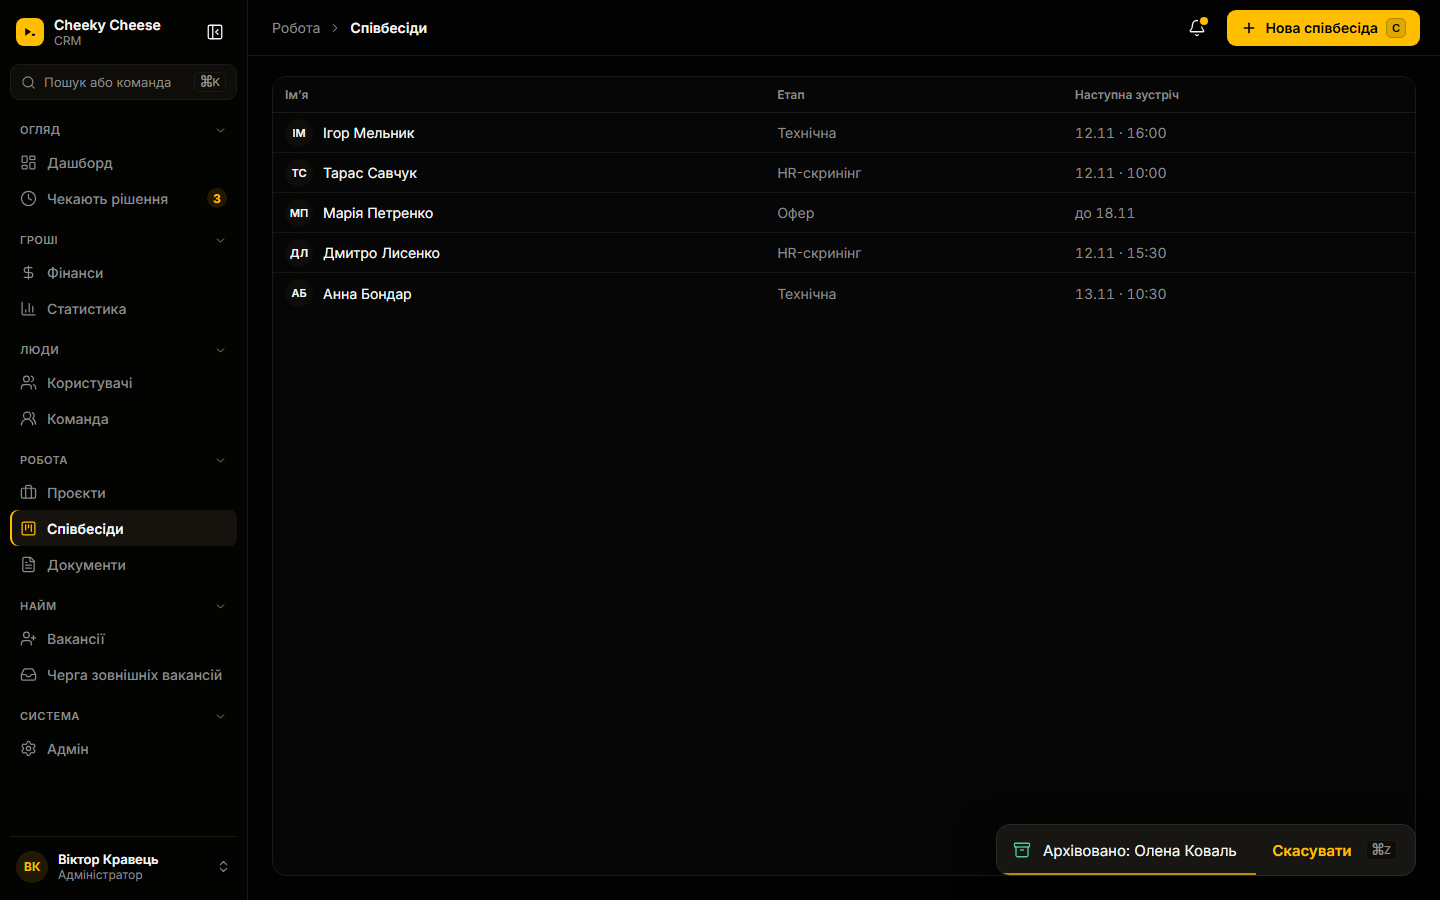 Cheeky Cheese
CRM
Пошук або команда ⌘K
ОГЛЯД
Дашборд
Чекають рішення 3
ГРОШІ
Фінанси
Статистика
ЛЮДИ
Користувачі
Команда
РОБОТА
Проєкти
Співбесіди
Документи
НАЙМ
Вакансії
Черга зовнішніх вакансій
СИСТЕМА
Адмін
ВК Віктор Кравець
Адміністратор
Робота > Співбесіди
+ Нова співбесіда C
Ім’я Етап Наступна зустріч
ІМ Ігор Мельник Технічна 12.11 · 16:00
ТС Тарас Савчук HR-скринінг 12.11 · 10:00
МП Марія Петренко Офер до 18.11
ДЛ Дмитро Лисенко HR-скринінг 12.11 · 15:30
АБ Анна Бондар Технічна 13.11 · 10:30
Архівовано: Олена Коваль Скасувати ⌘Z